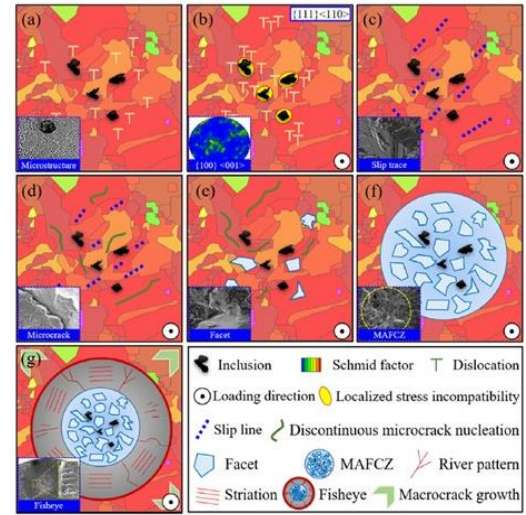 (a)
Microstructure
(b)
{111}<110>
{100} <001>
(c)
Slip trace
(d)
Microcrack
(e)
Facet
(f)
MAFCZ
(g)
Fisheye
Inclusion
Schmid factor
Dislocation
Loading direction
Localized stress incompatibility
Slip line
Discontinuous microcrack nucleation
Facet
MAFCZ
River pattern
Striation
Fisheye
Macrocrack growth